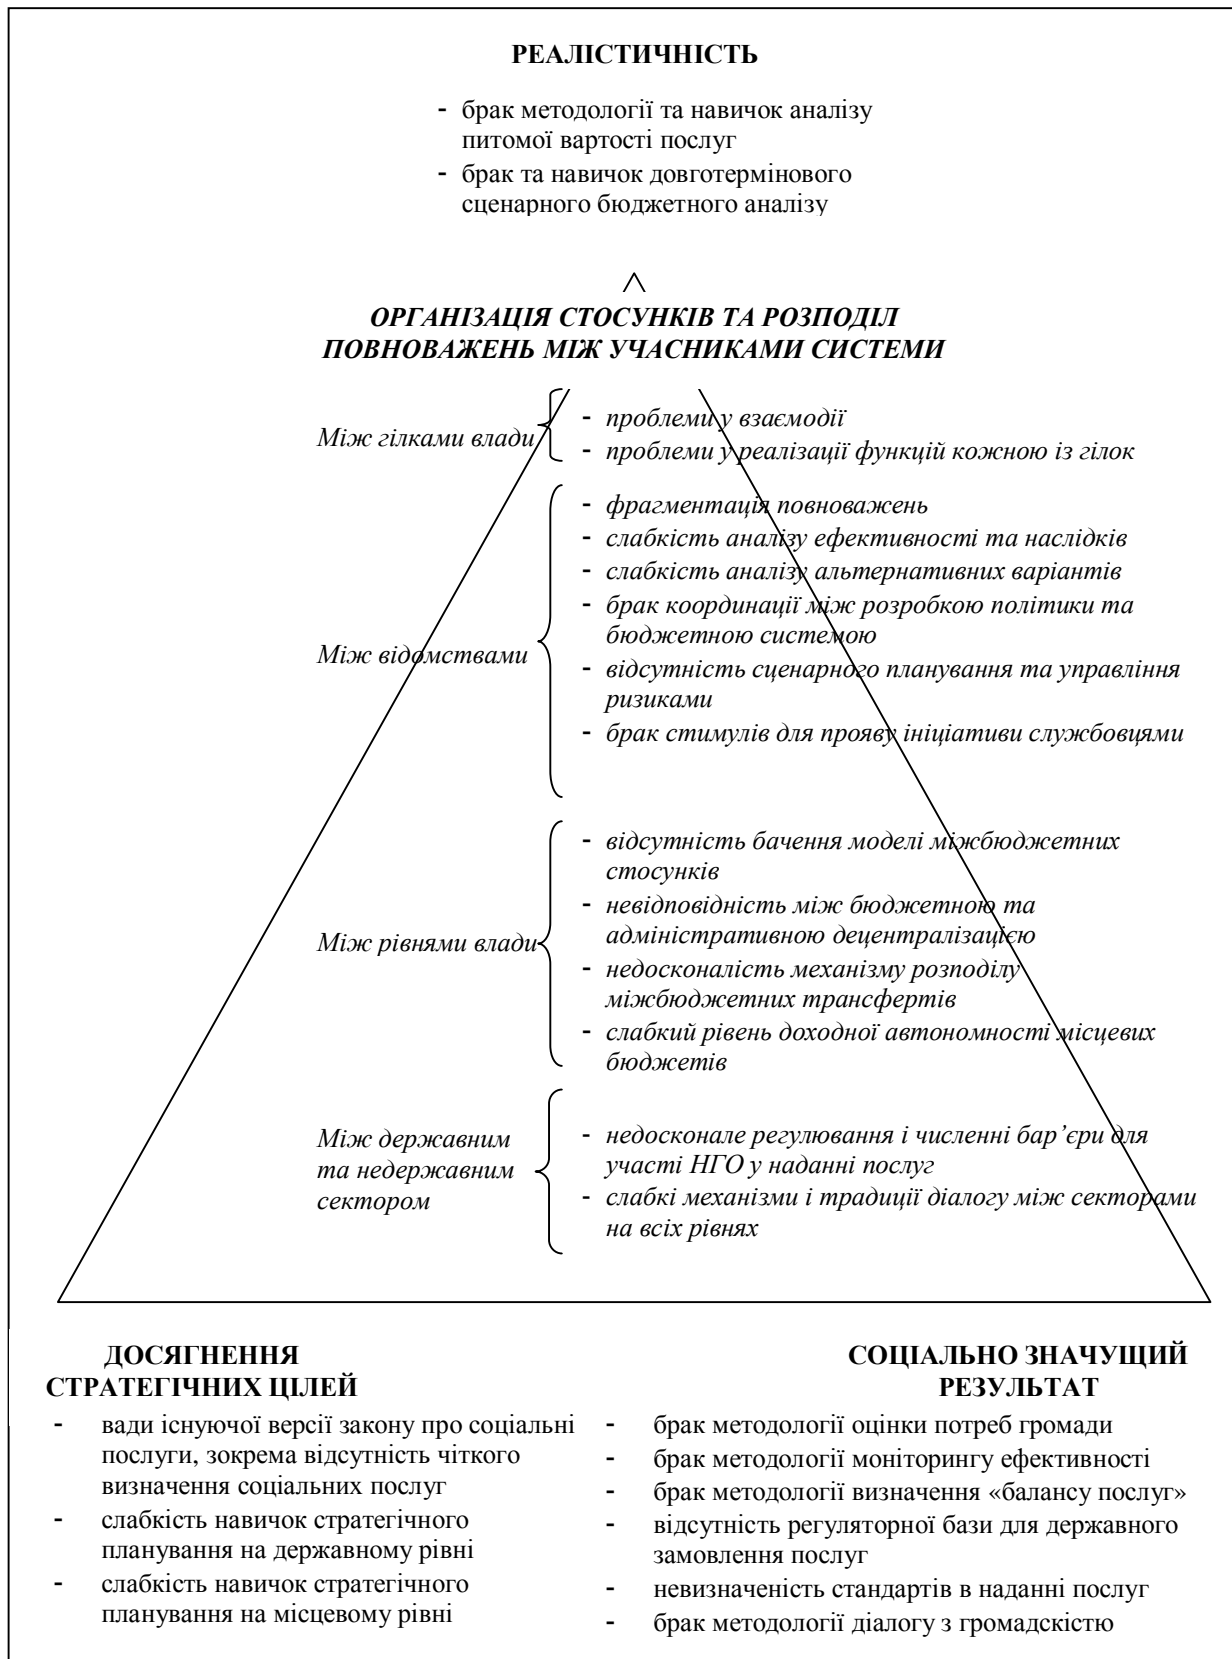 РЕАЛІСТИЧНІСТЬ
- брак методології та навичок аналізу
питомої вартості послуг
- брак та навичок довготермінового
сценарного бюджетного аналізу
ОРГАНІЗАЦІЯ СТОСУНКІВ ТА РОЗПОДІЛ
ПОВНОВАЖЕНЬ МІЖ УЧАСНИКАМИ СИСТЕМИ
Між гілками влади
- проблеми у взаємодії
- проблеми у реалізації функцій кожною із гілок
Між відомствами
- фрагментація повноважень
- слабкість аналізу ефективності та наслідків
- слабкість аналізу альтернативних варіантів
- брак координації між розробкою політики та
бюджетною системою
- відсутність сценарного планування та управління
ризиками
- брак стимулів для прояву ініціативи службовцями
Між рівнями влади
- відсутність бачення моделі міжбюджетних
стосунків
- невідповідність між бюджетною та
адміністративною децентралізацією
- недосконалість механізму розподілу
міжбюджетних трансфертів
- слабкий рівень доходної автономності місцевих
бюджетів
Між державним
та недержавним
сектором
- недосконале регулювання і численні бар’єри для
участі НГО у наданні послуг
- слабкі механізми і традиції діалогу між секторами
на всіх рівнях
ДОСЯГНЕННЯ
СТРАТЕГІЧНИХ ЦІЛЕЙ
- вади існуючої версії закону про соціальні
послуги, зокрема відсутність чіткого
визначення соціальних послуг
- слабкість навичок стратегічного
планування на державному рівні
- слабкість навичок стратегічного
планування на місцевому рівні
СОЦІАЛЬНО ЗНАЧУЩИЙ
РЕЗУЛЬТАТ
- брак методології оцінки потреб громади
- брак методології моніторингу ефективності
- брак методології визначення «балансу послуг»
- відсутність регуляторної бази для державного
замовлення послуг
- невизначеність стандартів в наданні послуг
- брак методології діалогу з громадскістю